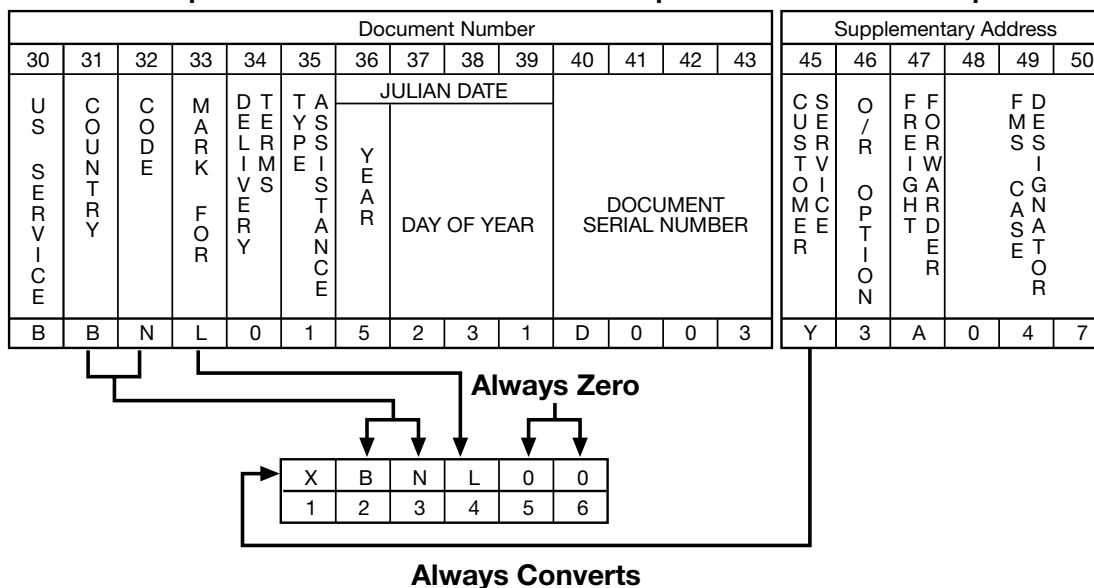 Document Number
Supplementary Address
30 31 32 33 34 35 36 37 38 39 40 41 42 43 45 46 47 48 49 50
US SERVICE
COUNTRY
CODE
MARK FOR
DELIVERY TERMS
TYPE ASSISTANCE
JULIAN DATE
YEAR
DAY OF YEAR
DOCUMENT
SERIAL NUMBER
CUSTOMER SERVICE
O/R OPTION
FREIGHT FORWARDER
FMS CASE DESIGNATOR
B B N L 0 1 5 2 3 1 D 0 0 3 Y 3 A 0 4 7
Always Zero
X B N L 0 0
1 2 3 4 5 6
Always Converts